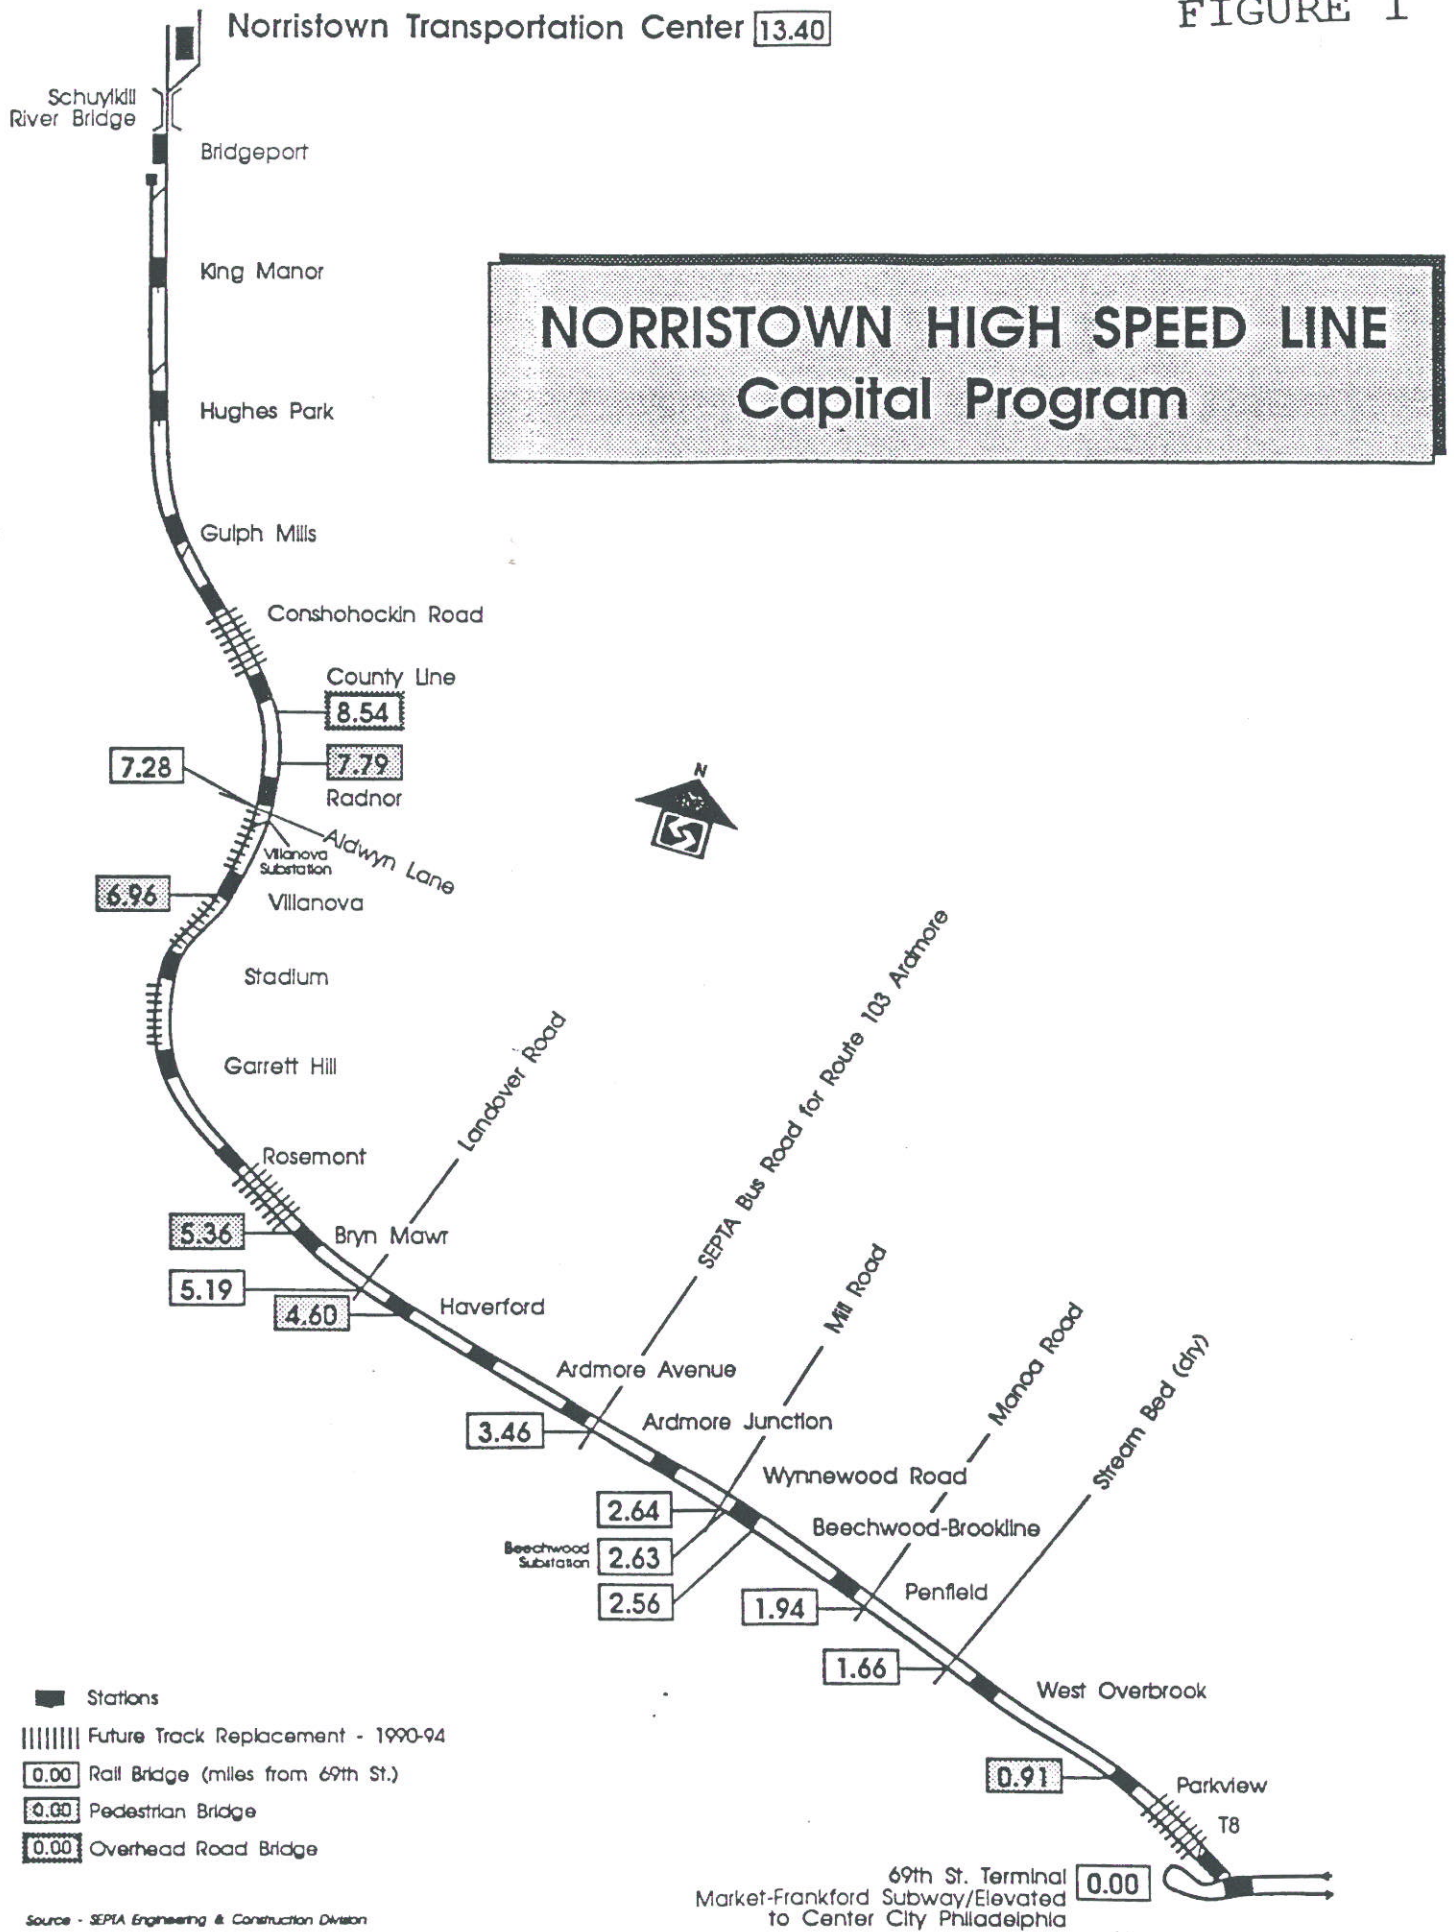 FIGURE 1
Norristown Transportation Center 13.40
Schuylkill
River Bridge
Bridgeport
King Manor
NORRISTOWN HIGH SPEED LINE
Capital Program
Hughes Park
Gulph Mills
Conshohockin Road
County Line
8.54
7.28
7.79
Radnor
N
Aldwyn Lane
Villanova
Substation
6.96
Villanova
Stadium
Garrett Hill
Landover Road
SEPTA Bus Road for Route 103 Ardmore
Rosemont
5.36
Bryn Mawr
5.19
4.60
Haverford
Mill Road
Manoa Road
Stream Bed (dry)
Ardmore Avenue
3.46
Ardmore Junction
Wynnewood Road
2.64
Beechwood-Brookline
Beechwood
Substation
2.63
2.56
Penfield
1.94
1.66
West Overbrook
0.91
Parkview
T8
69th St. Terminal
Market-Frankford Subway/Elevated
to Center City Philadelphia
0.00
Stations
Future Track Replacement - 1990-94
0.00 Rail Bridge (miles from 69th St.)
0.00 Pedestrian Bridge
0.00 Overhead Road Bridge
Source - SEPTA Engineering & Construction Division